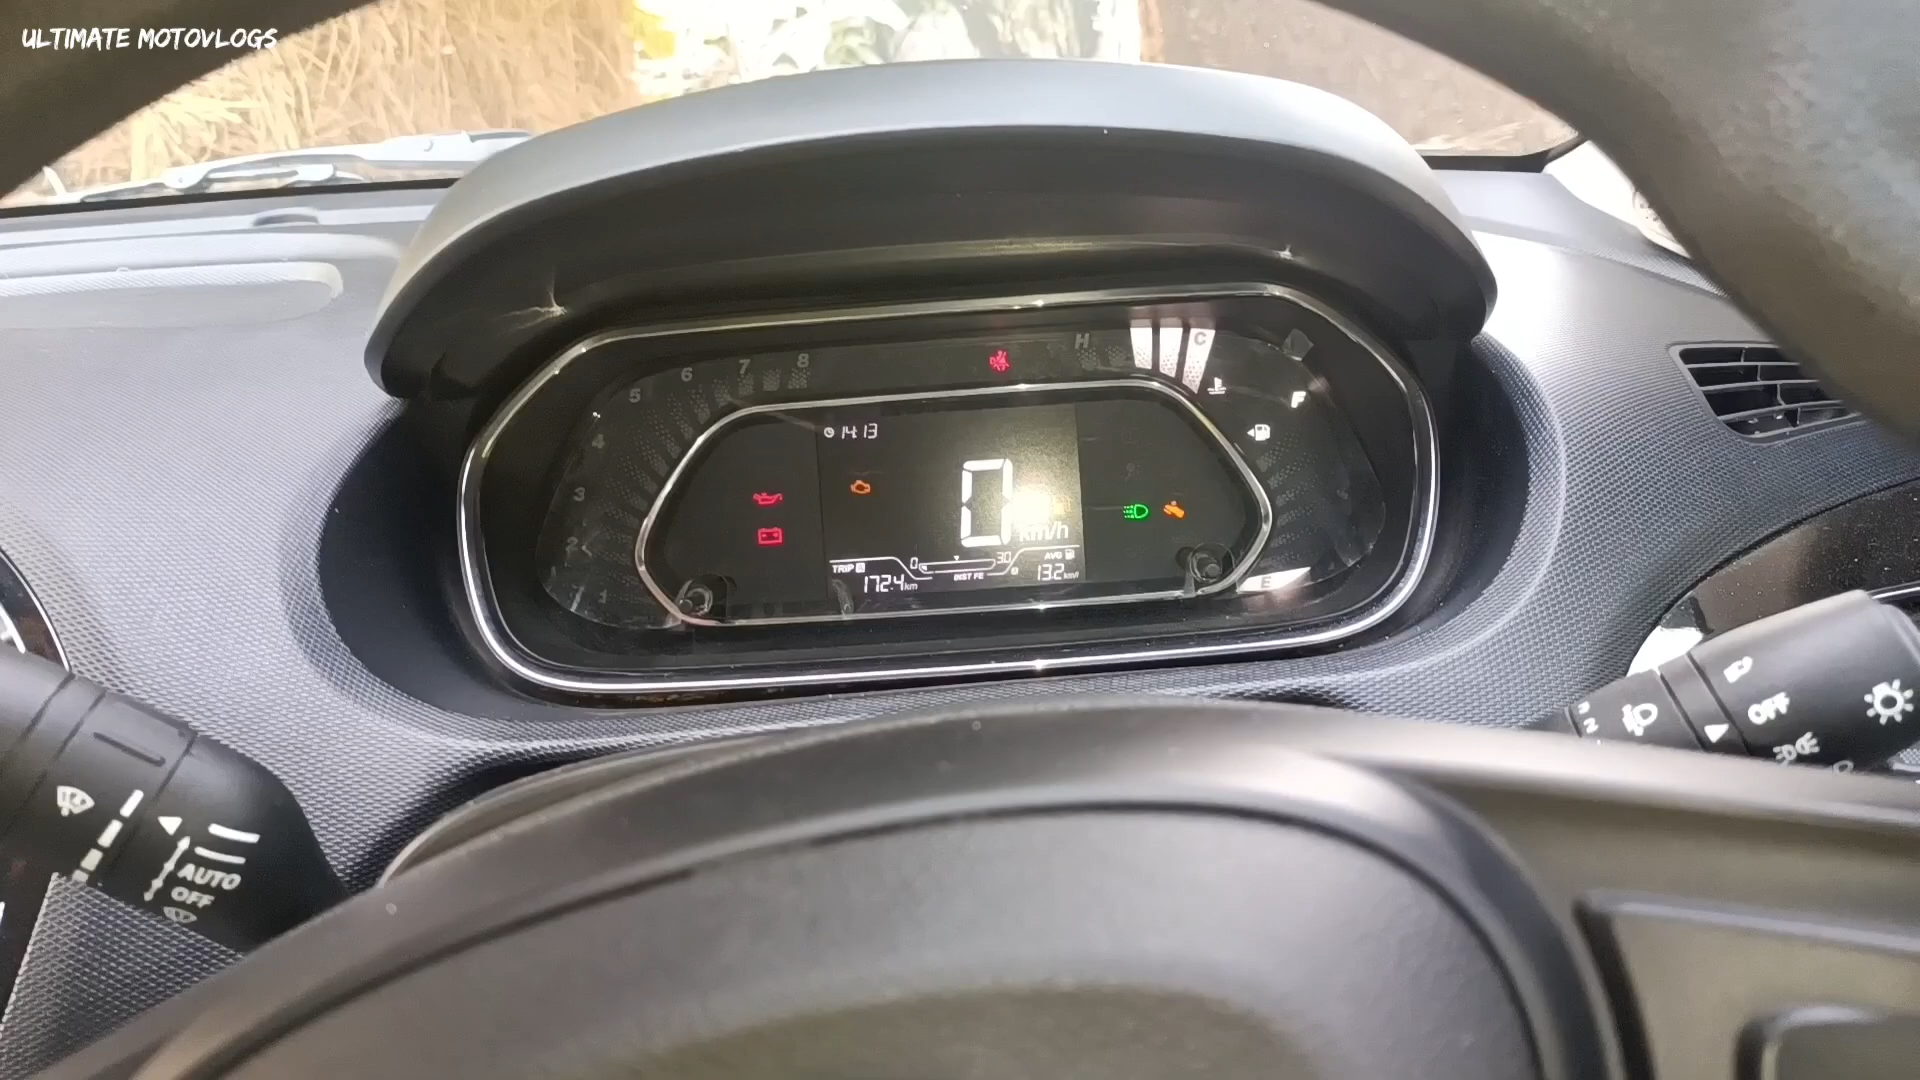 ULTIMATE MOTOVLOGS
8
7
6
5
4
3
2
1
H
C
F
E
14:13
0
km/h
TRIP A
172.4 km
0
30
INST FE
AVG
13.2 km/l
AUTO
OFF
OFF